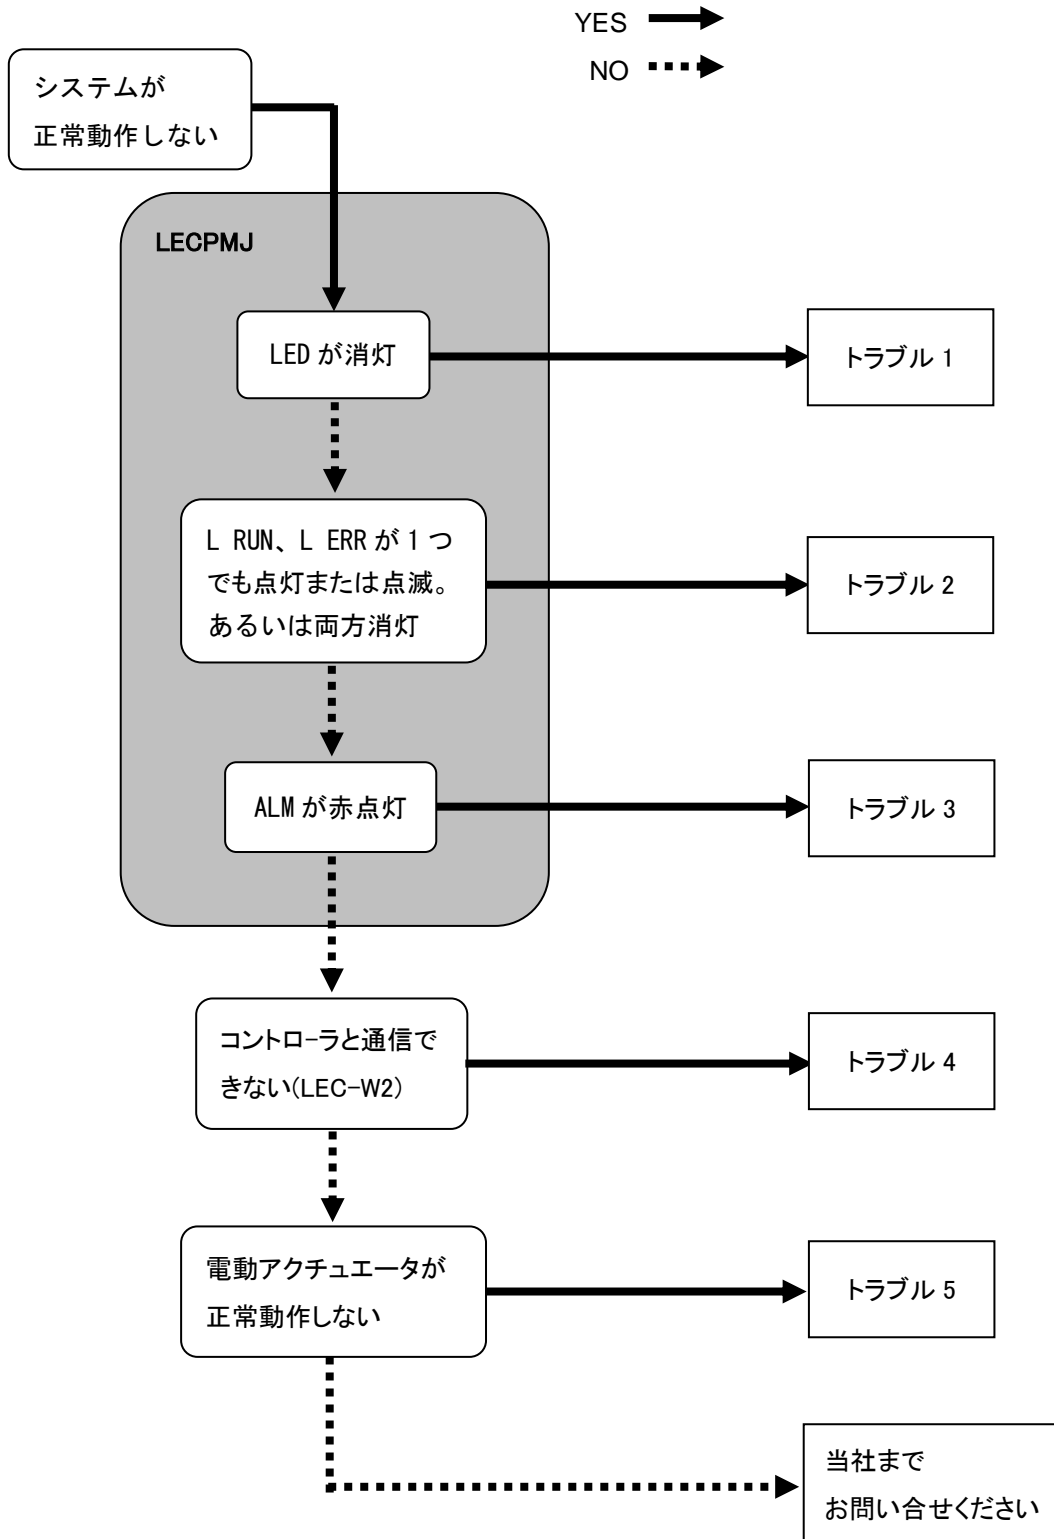 YES
NO
システムが
正常動作しない
LECPMJ
LED が消灯
トラブル 1
L RUN、L ERR が 1 つ
でも点灯または点滅。
あるいは両方消灯
トラブル 2
ALM が赤点灯
トラブル 3
コントロｰラと通信で
きない(LEC-W2)
トラブル 4
電動アクチュエータが
正常動作しない
トラブル 5
当社まで
お問い合せください